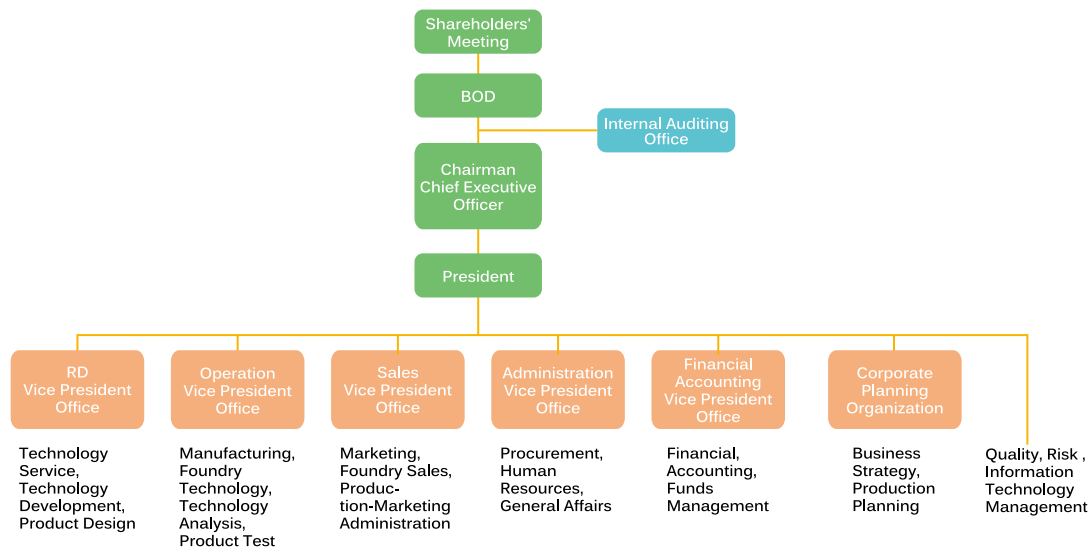 Shareholders'
Meeting
BOD
Internal Auditing
Office
Chairman
Chief Executive
Officer
President
RD
Vice President
Office
Operation
Vice President
Office
Sales
Vice President
Office
Administration
Vice President
Office
Financial
Accounting
Vice President
Office
Corporate
Planning
Organization
Technology
Service,
Technology
Development,
Product Design
Manufacturing,
Foundry
Technology,
Technology
Analysis,
Product Test
Marketing,
Foundry Sales,
Produc-
tion-Marketing
Administration
Procurement,
Human
Resources,
General Affairs
Financial,
Accounting,
Funds
Management
Business
Strategy,
Production
Planning
Quality, Risk ,
Information
Technology
Management